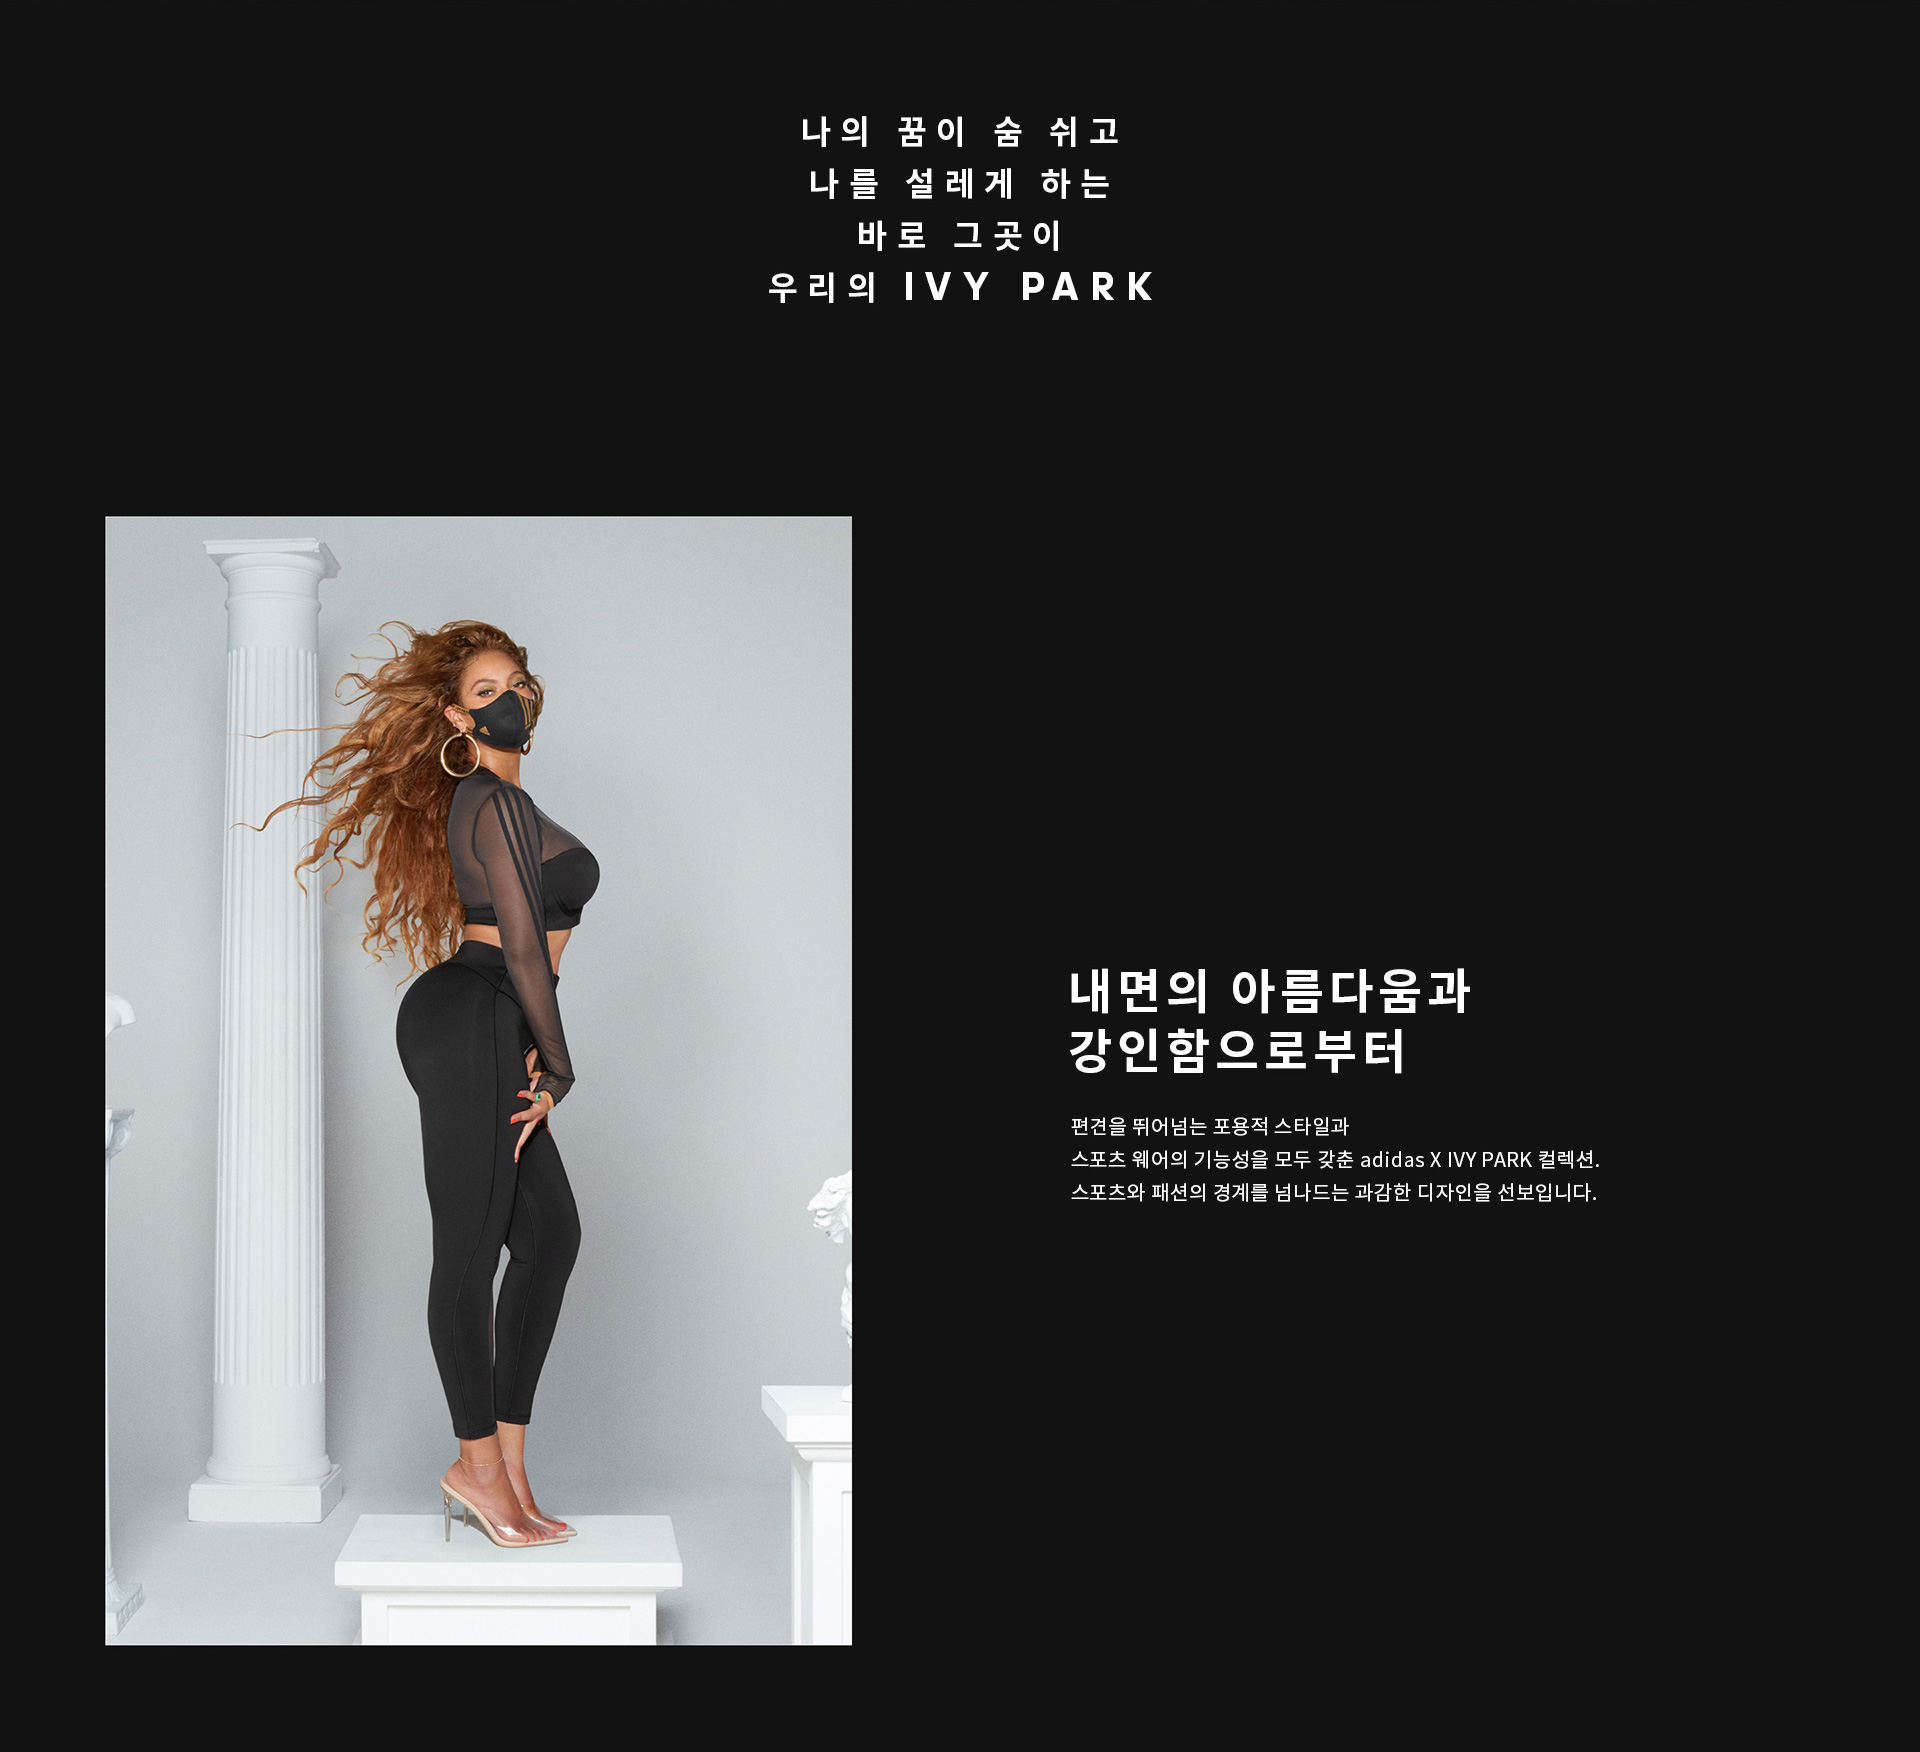 나의 꿈이 숨 쉬고
나를 설레게 하는
바로 그곳이
우리의 IVY PARK
내면의 아름다움과
강인함으로부터
편견을 뛰어넘는 포용적 스타일과
스포츠 웨어의 기능성을 모두 갖춘 adidas X IVY PARK 컬렉션.
스포츠와 패션의 경계를 넘나드는 과감한 디자인을 선보입니다.